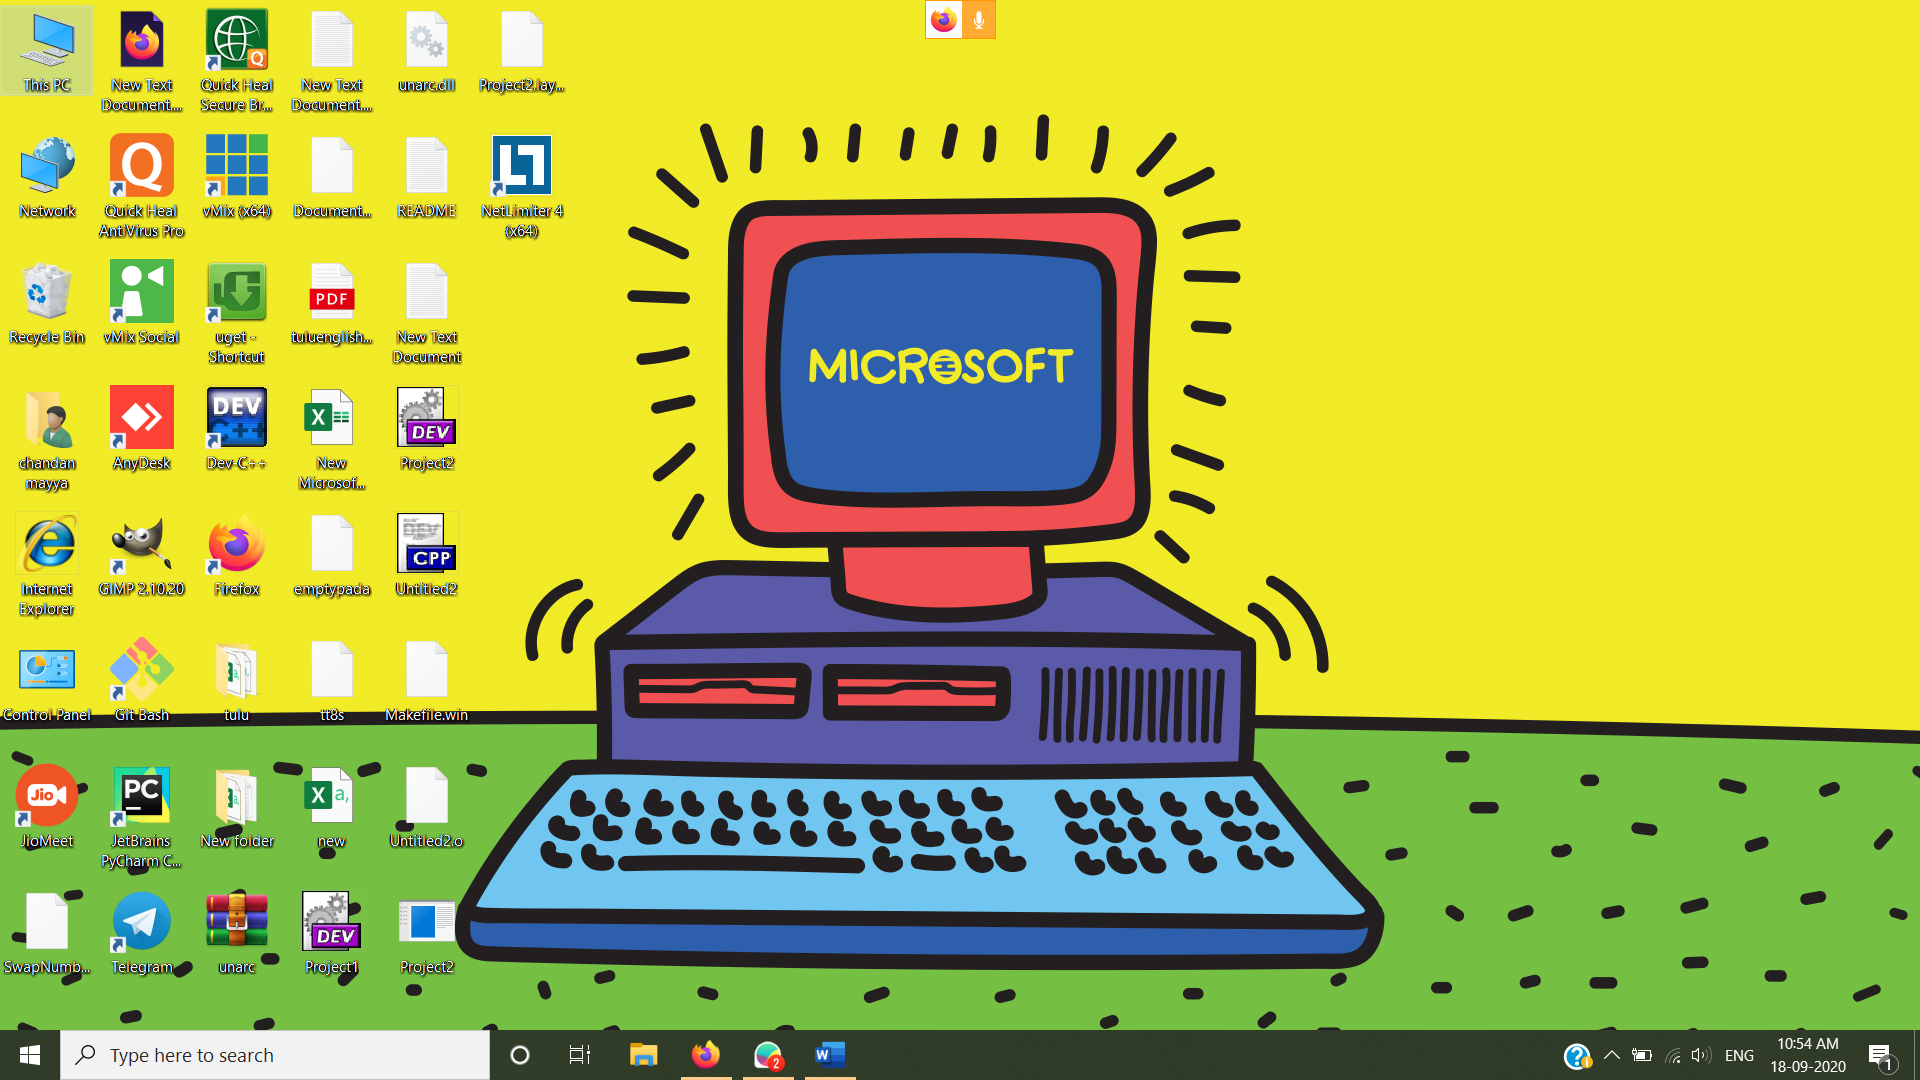 This PC
New Text
Document....
Quick Heal
Secure Br...
New Text
Document....
unarc.dll
Project2.lay...
Network
Quick Heal
AntiVirus Pro
vMix (x64)
Document...
README
NetLimiter 4
(x64)
Recycle Bin
vMix Social
uget -
Shortcut
PDF
tuluenglish...
New Text
Document
chandan
mayya
AnyDesk
DEV
C++
Dev-C++
New
Microsof...
DEV
Project2
Internet
Explorer
GIMP 2.10.20
Firefox
emptypada
CPP
Untitled2
Control Panel
Git Bash
tulu
tt8s
Makefile.win
Jio
JioMeet
PC
JetBrains
PyCharm C...
New folder
new
Untitled2.o
SwapNumb...
Telegram
unarc
DEV
Project1
Project2
MICROSOFT
Type here to search
2
ENG
10:54 AM
18-09-2020
1